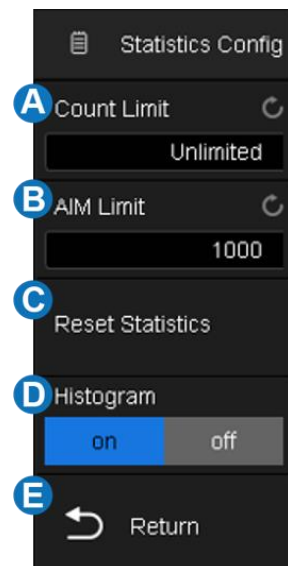 Statistics Config
A
Count Limit
Unlimited
B
AIM Limit
1000
C
Reset Statistics
D
Histogram
on off
E
Return